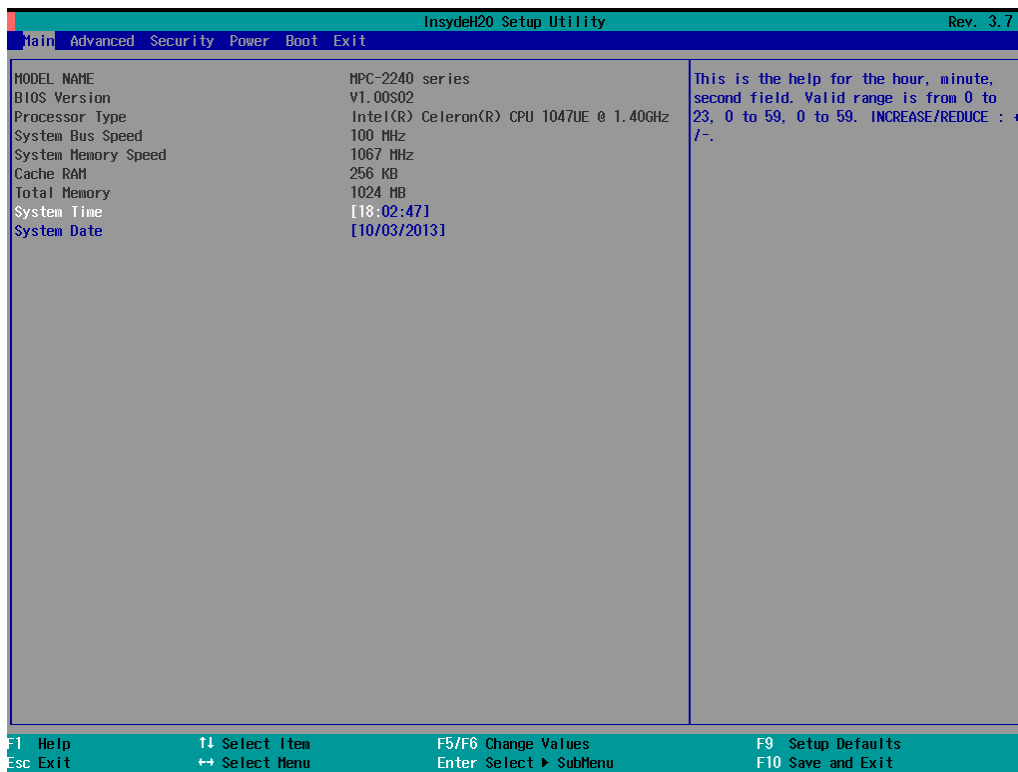 InsydeH20 Setup Utility Rev. 3.7
Main Advanced Security Power Boot Exit
MODEL NAME MPC-2240 series
BIOS Version V1.00S02
Processor Type Intel(R) Celeron(R) CPU 1047UE @ 1.40GHz
System Bus Speed 100 MHz
System Memory Speed 1067 MHz
Cache RAM 256 KB
Total Memory 1024 MB
System Time [18:02:47]
System Date [10/03/2013]
This is the help for the hour, minute,
second field. Valid range is from 0 to
23, 0 to 59, 0 to 59. INCREASE/REDUCE : +
/-.
F1 Help ↑↓ Select Item F5/F6 Change Values F9 Setup Defaults
Esc Exit ↔ Select Menu Enter Select ▶ SubMenu F10 Save and Exit